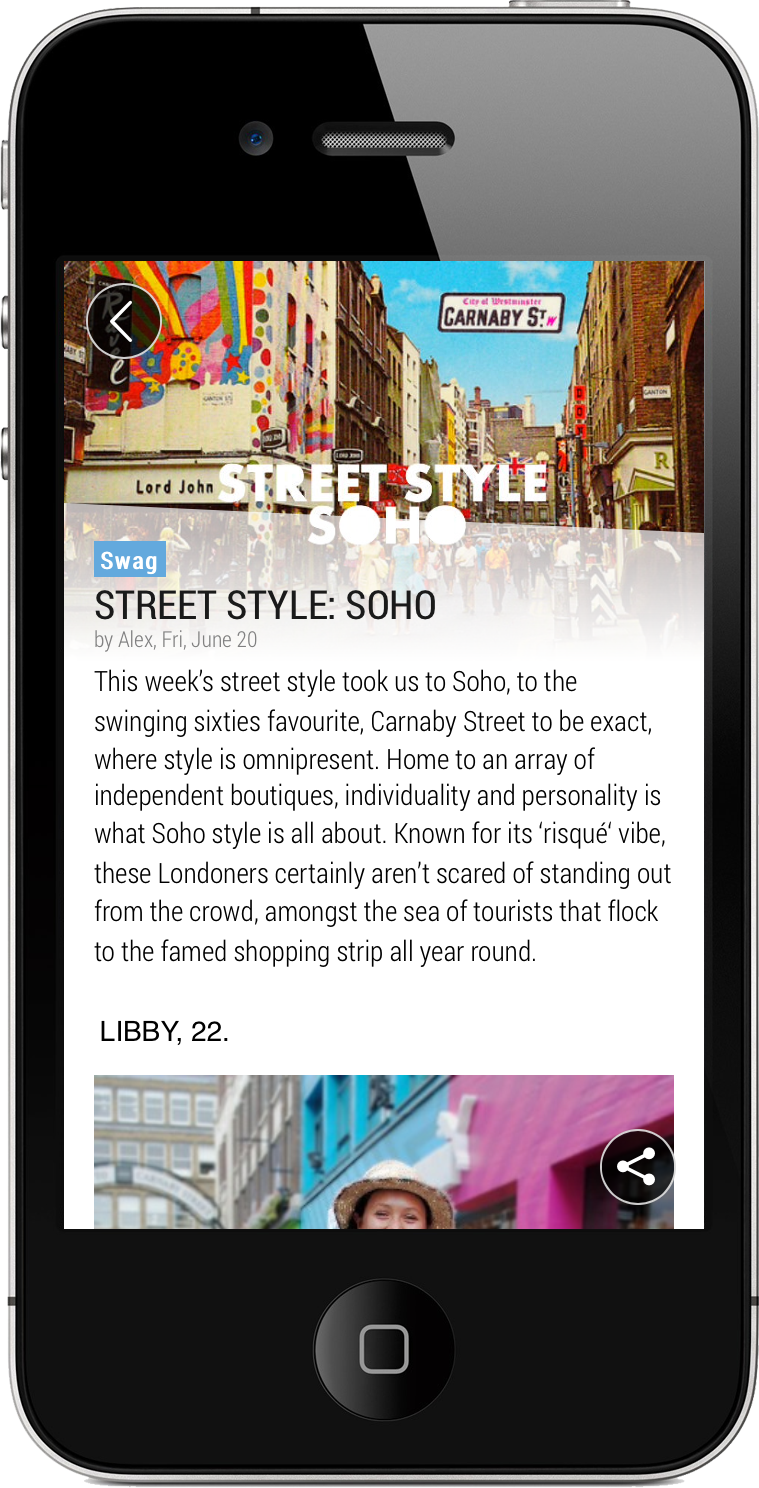 City of Westminster
CARNABY ST. W
Lord John
R
STREET STYLE
SOHO
Swag
STREET STYLE: SOHO
by Alex, Fri, June 20
This week’s street style took us to Soho, to the
swinging sixties favourite, Carnaby Street to be exact,
where style is omnipresent. Home to an array of
independent boutiques, individuality and personality is
what Soho style is all about. Known for its ‘risqué‘ vibe,
these Londoners certainly aren’t scared of standing out
from the crowd, amongst the sea of tourists that flock
to the famed shopping strip all year round.
LIBBY, 22.